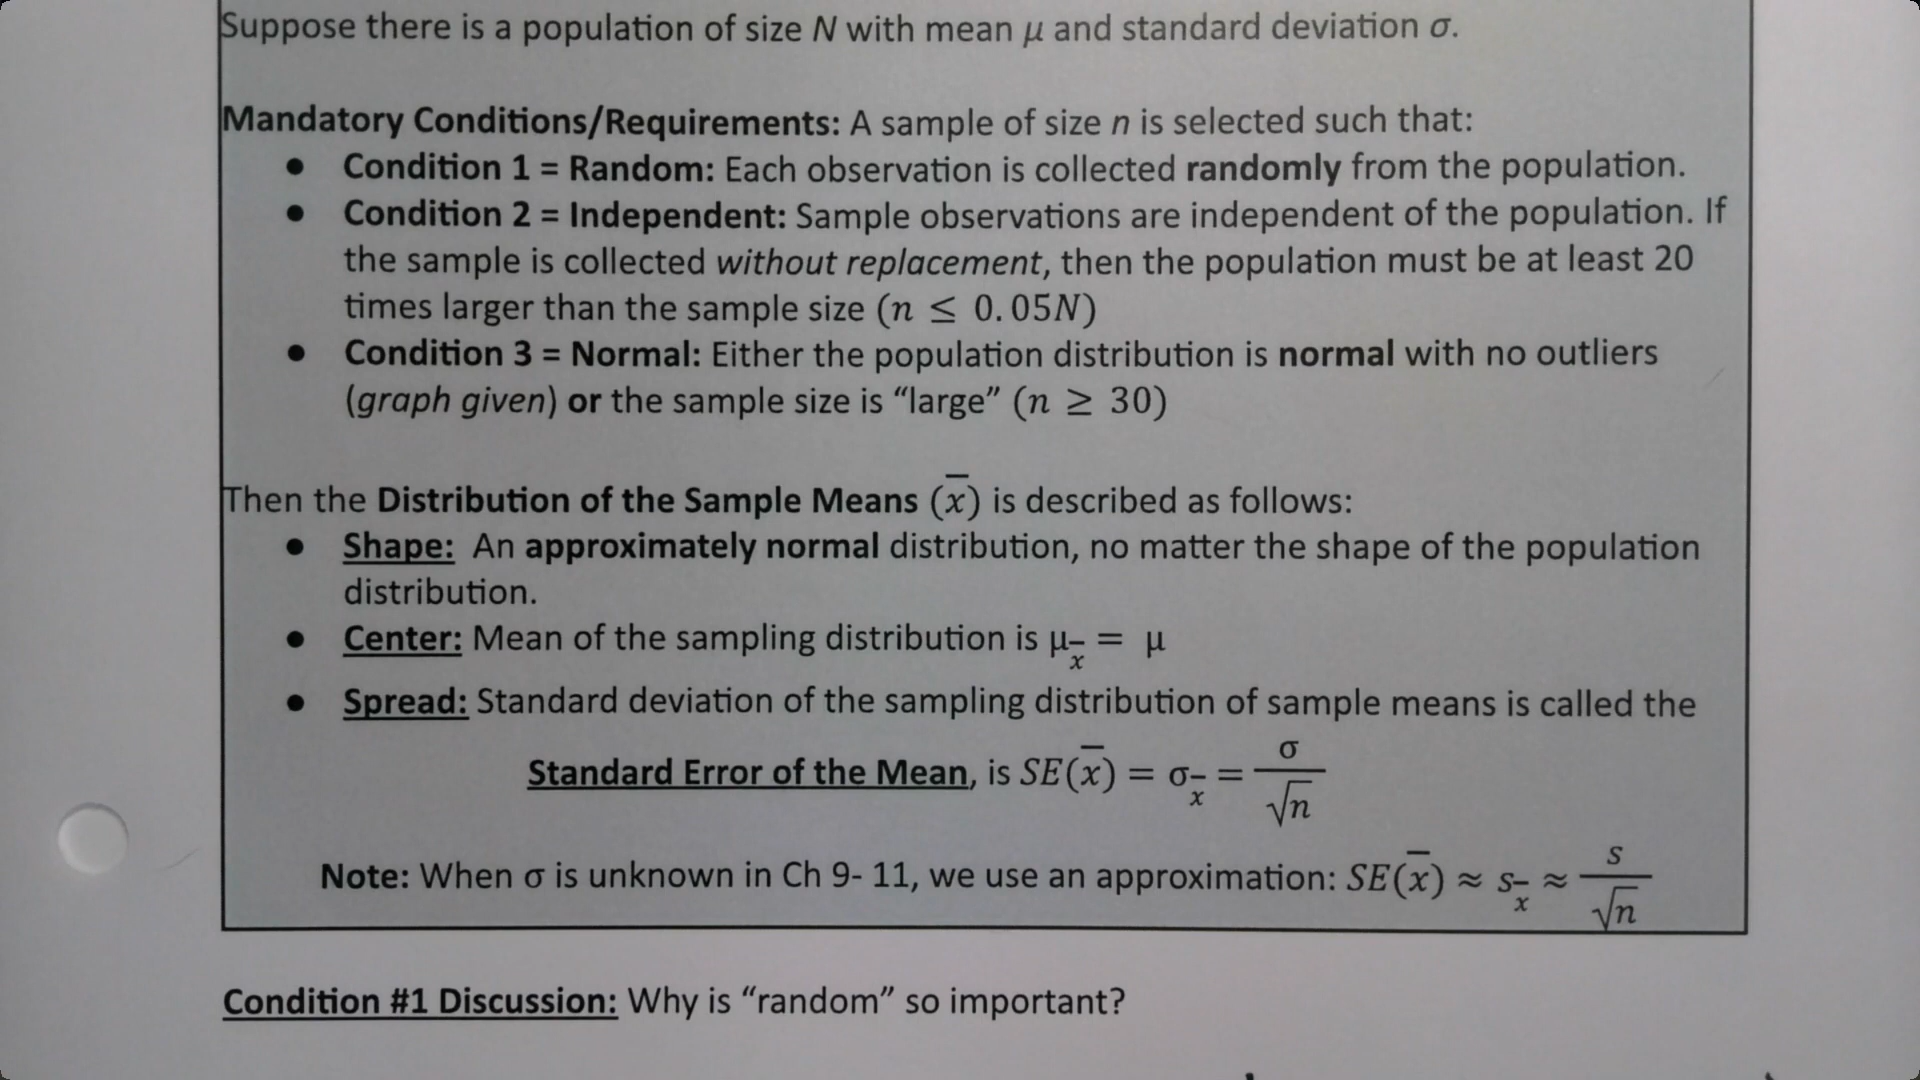 Suppose there is a population of size N with mean μ and standard deviation σ.
Mandatory Conditions/Requirements: A sample of size n is selected such that:
● Condition 1 = Random: Each observation is collected randomly from the population.
● Condition 2 = Independent: Sample observations are independent of the population. If
the sample is collected without replacement, then the population must be at least 20
times larger than the sample size (n ≤ 0.05N)
● Condition 3 = Normal: Either the population distribution is normal with no outliers
(graph given) or the sample size is “large” (n ≥ 30)
Then the Distribution of the Sample Means (x̄) is described as follows:
● Shape: An approximately normal distribution, no matter the shape of the population
distribution.
● Center: Mean of the sampling distribution is μ_x̄ = μ
● Spread: Standard deviation of the sampling distribution of sample means is called the
Standard Error of the Mean, is SE(x̄) = σ_x̄ = σ/√n
Note: When σ is unknown in Ch 9- 11, we use an approximation: SE(x̄) ≈ s_x̄ ≈ s/√n
Condition #1 Discussion: Why is “random” so important?